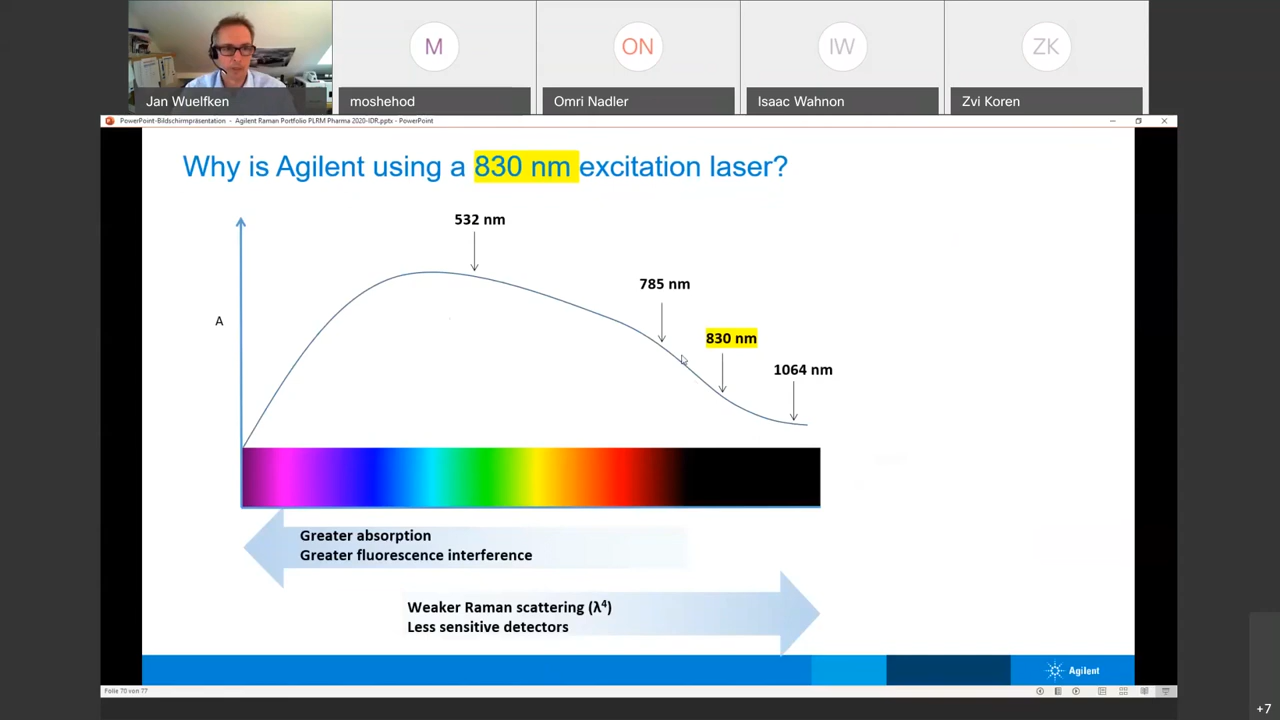 M
ON
IW
ZK
Jan Wuelfken
moshehod
Omri Nadler
Isaac Wahnon
Zvi Koren
PowerPoint-Bildschirmpräsentation - Agilent Raman Portfolio PLRM Pharma 2020-IDR.pptx - PowerPoint
Why is Agilent using a 830 nm excitation laser?
532 nm
785 nm
A
830 nm
1064 nm
Greater absorption
Greater fluorescence interference
Weaker Raman scattering (λ⁴)
Less sensitive detectors
Agilent
Folie 70 von 77
+7